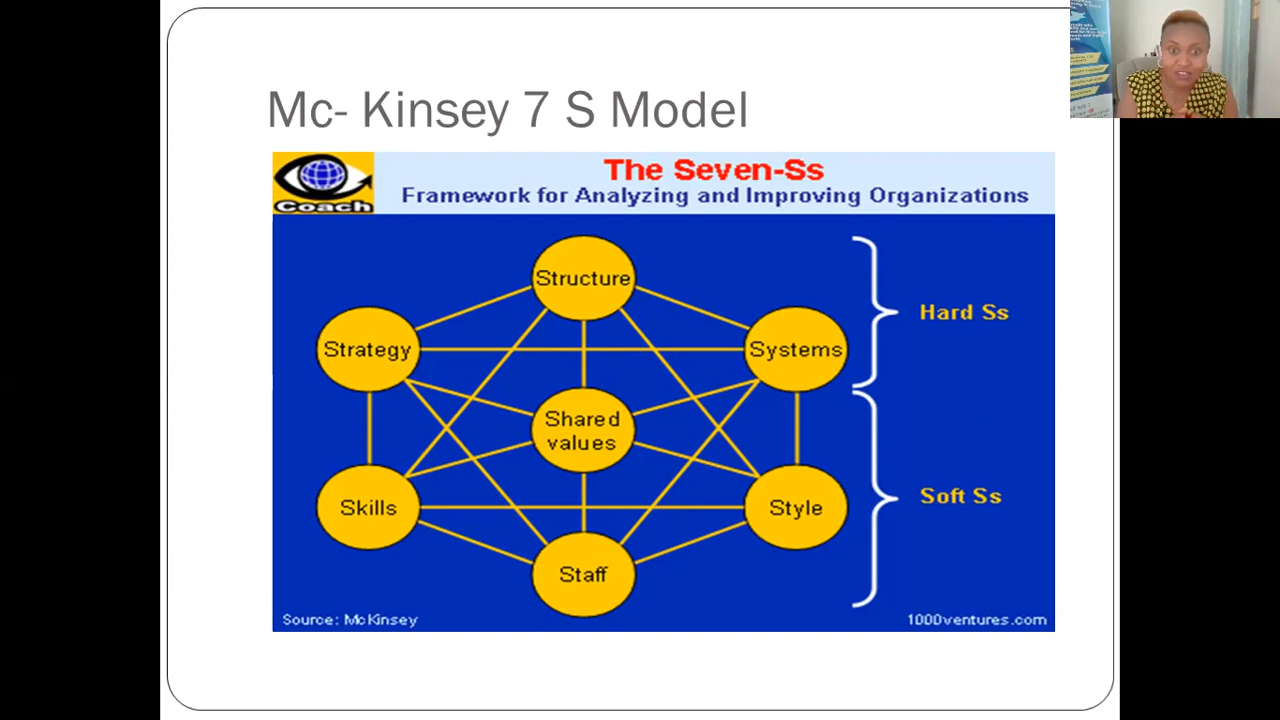 Mc- Kinsey 7 S Model
Coach
The Seven-Ss
Framework for Analyzing and Improving Organizations
Structure
Hard Ss
Strategy
Systems
Shared
values
Soft Ss
Skills
Style
Staff
Source: McKinsey
1000ventures.com